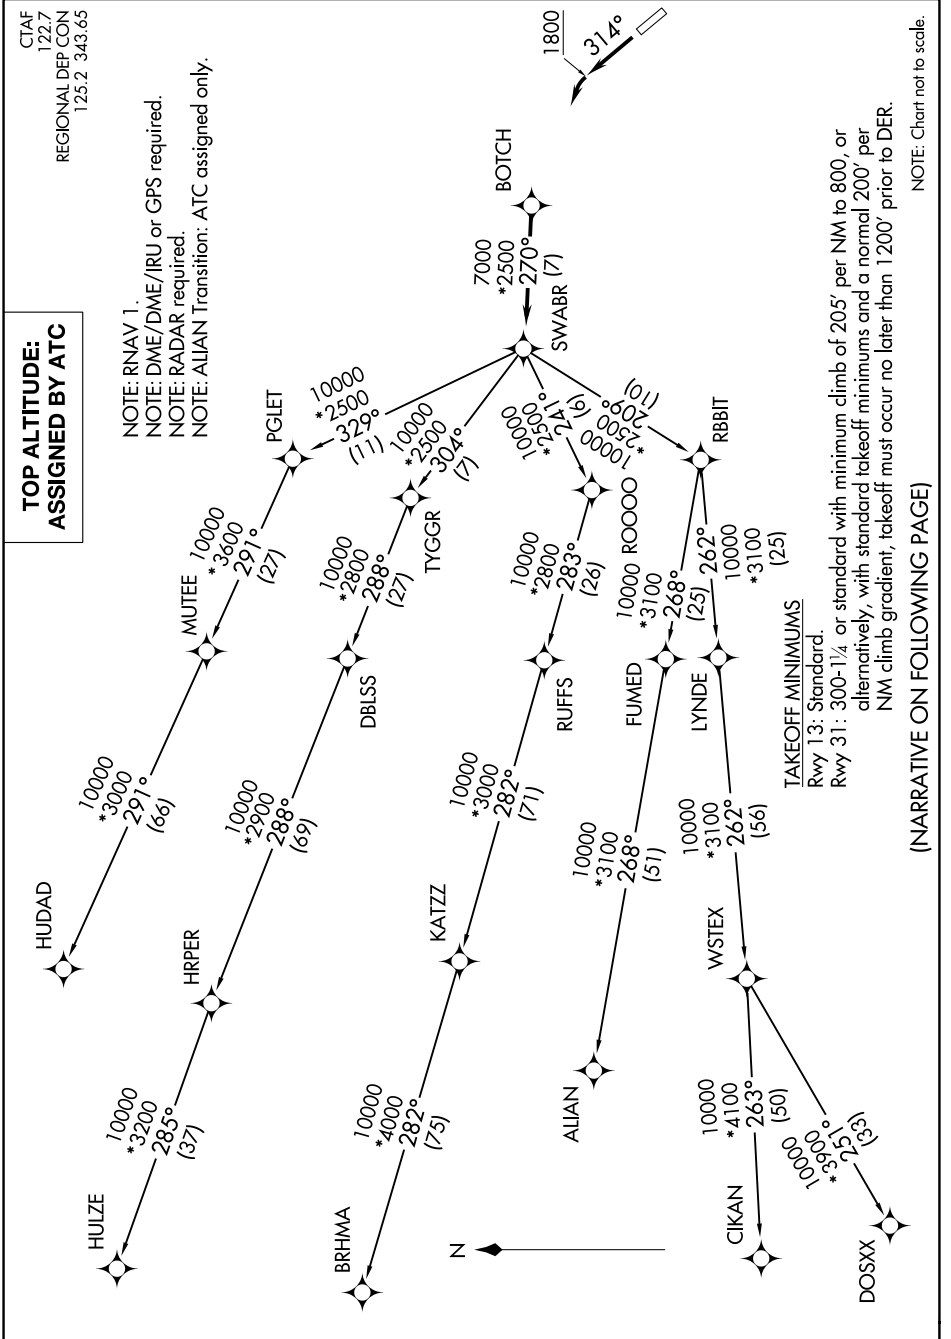 CTAF
122.7
REGIONAL DEP CON
125.2 343.65
TOP ALTITUDE:
ASSIGNED BY ATC
NOTE: RNAV 1.
NOTE: DME/DME/IRU or GPS required.
NOTE: RADAR required.
NOTE: ALIAN Transition: ATC assigned only.
HULZE
10000
*3200
285°
(37)
HRPER
10000
*2900
288°
(69)
DBLSS
10000
*2800
288°
(27)
TYGGR
10000
*2500
304°
(7)
HUDAD
10000
*3000
291°
(66)
MUTEE
10000
*3600
291°
(27)
PGLET
10000
*2500
329°
(11)
BRHMA
10000
*4000
282°
(75)
KATZZ
10000
*3000
282°
(71)
RUFFS
10000
*2800
283°
(26)
ROOOO
10000
*2500
241°
(6)
SWABR
7000
*2500
270°
(7)
BOTCH
1800
314°
N
ALIAN
10000
*3100
268°
(51)
FUMED
10000
*3100
268°
(25)
RBBIT
10000
*2500
209°
(10)
CIKAN
10000
*4100
263°
(50)
DOSXX
10000
*3900
251°
(33)
WSTEX
10000
*3100
262°
(56)
LYNDE
262°
10000
*3100
(25)
TAKEOFF MINIMUMS
Rwy 13: Standard.
Rwy 31: 300-1¼ or standard with minimum climb of 205' per NM to 800, or
alternatively, with standard takeoff minimums and a normal 200' per
NM climb gradient, takeoff must occur no later than 1200' prior to DER.
(NARRATIVE ON FOLLOWING PAGE)
NOTE: Chart not to scale.